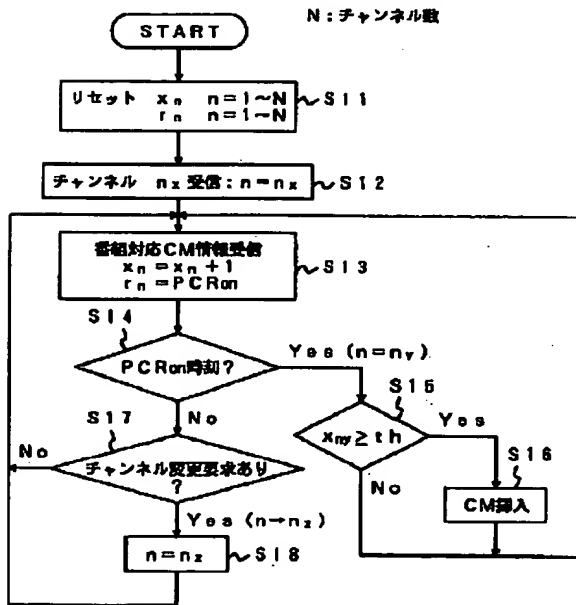 N：チャンネル数
START
リセット xn n＝1～N
rn n＝1～N
S11
チャンネル nx 受信：n＝nx
S12
番組対応CM情報受信
xn＝xn＋1
rn＝PCRon
S13
S14
PCRon時刻？
Yes (n＝ny)
No
S15
xny≥th
Yes
No
S16
CM挿入
S17
チャンネル変更要求あり
？
No
Yes (n→nz)
n＝nz
S18